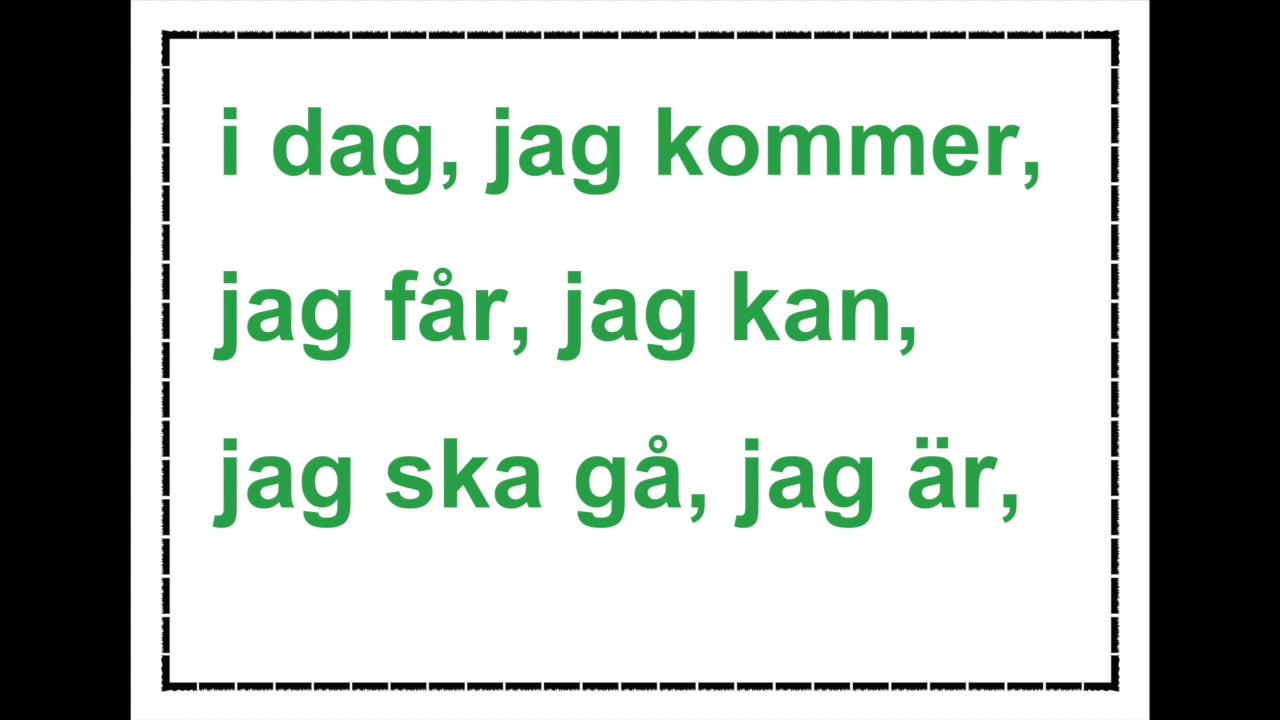 i dag, jag kommer,
jag får, jag kan,
jag ska gå, jag är,